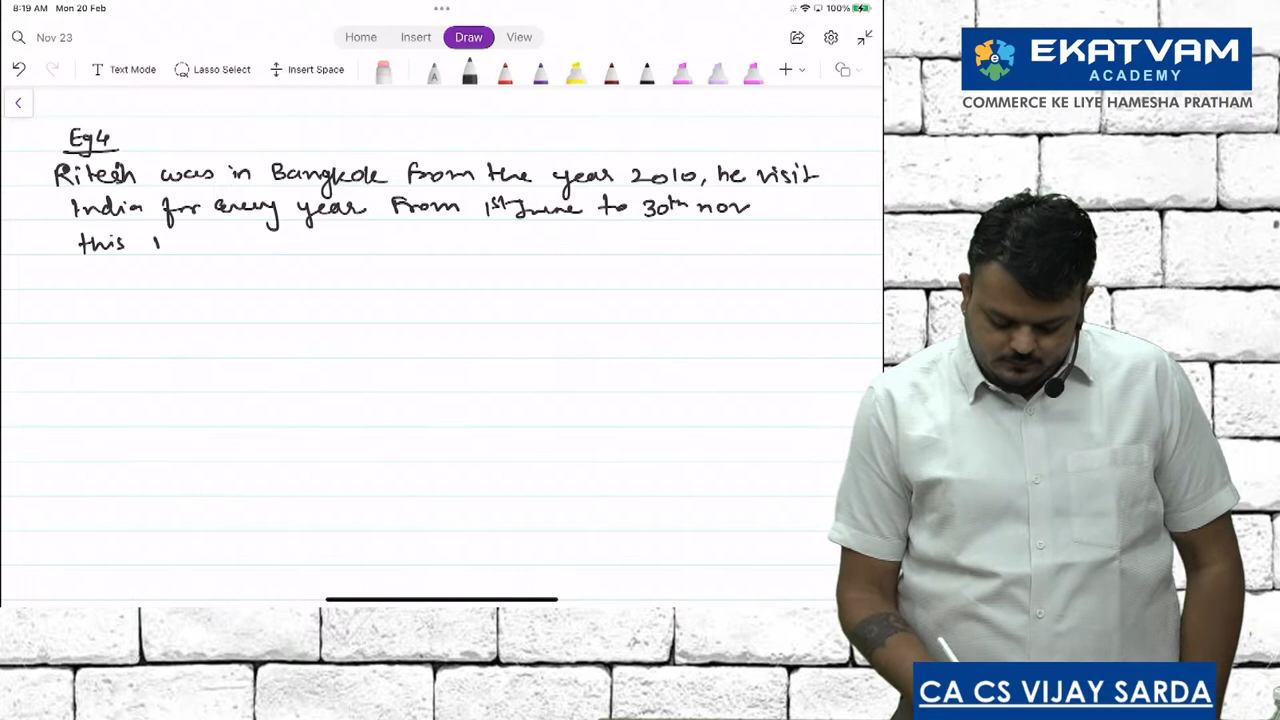 8:19 AM Mon 20 Feb
100%
Nov 23
Home Insert Draw View
Text Mode Lasso Select Insert Space
EKATVAM
ACADEMY
COMMERCE KE LIYE HAMESHA PRATHAM
Eg4
Ritesh was in Bangkok from the year 2010, he visit
India for every year From 1st June to 30th nov
this
CA CS VIJAY SARDA